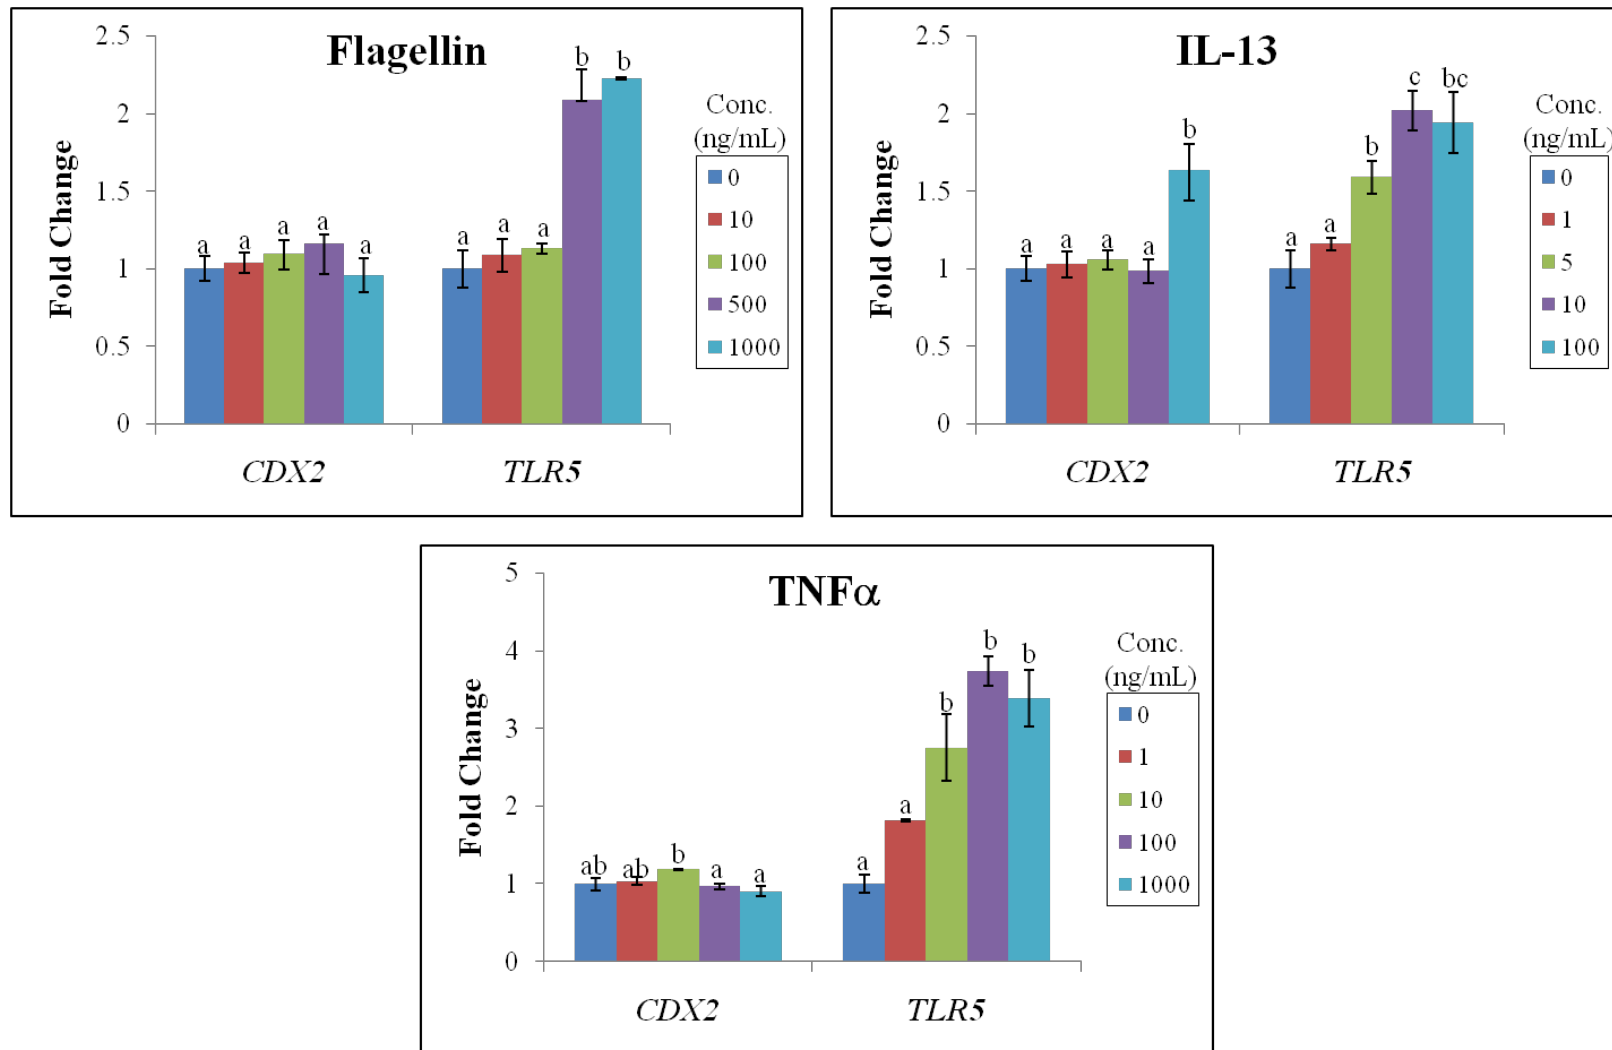 Flagellin
2.5
2
1.5
1
0.5
0
Fold Change
a a a a a
a a a b b
CDX2 TLR5
Conc.
(ng/mL)
0
10
100
500
1000
IL-13
2.5
2
1.5
1
0.5
0
Fold Change
a a a a b
a a b c bc
CDX2 TLR5
Conc.
(ng/mL)
0
1
5
10
100
TNFα
5
4
3
2
1
0
Fold Change
ab ab b a a
a a b b b
CDX2 TLR5
Conc.
(ng/mL)
0
1
10
100
1000